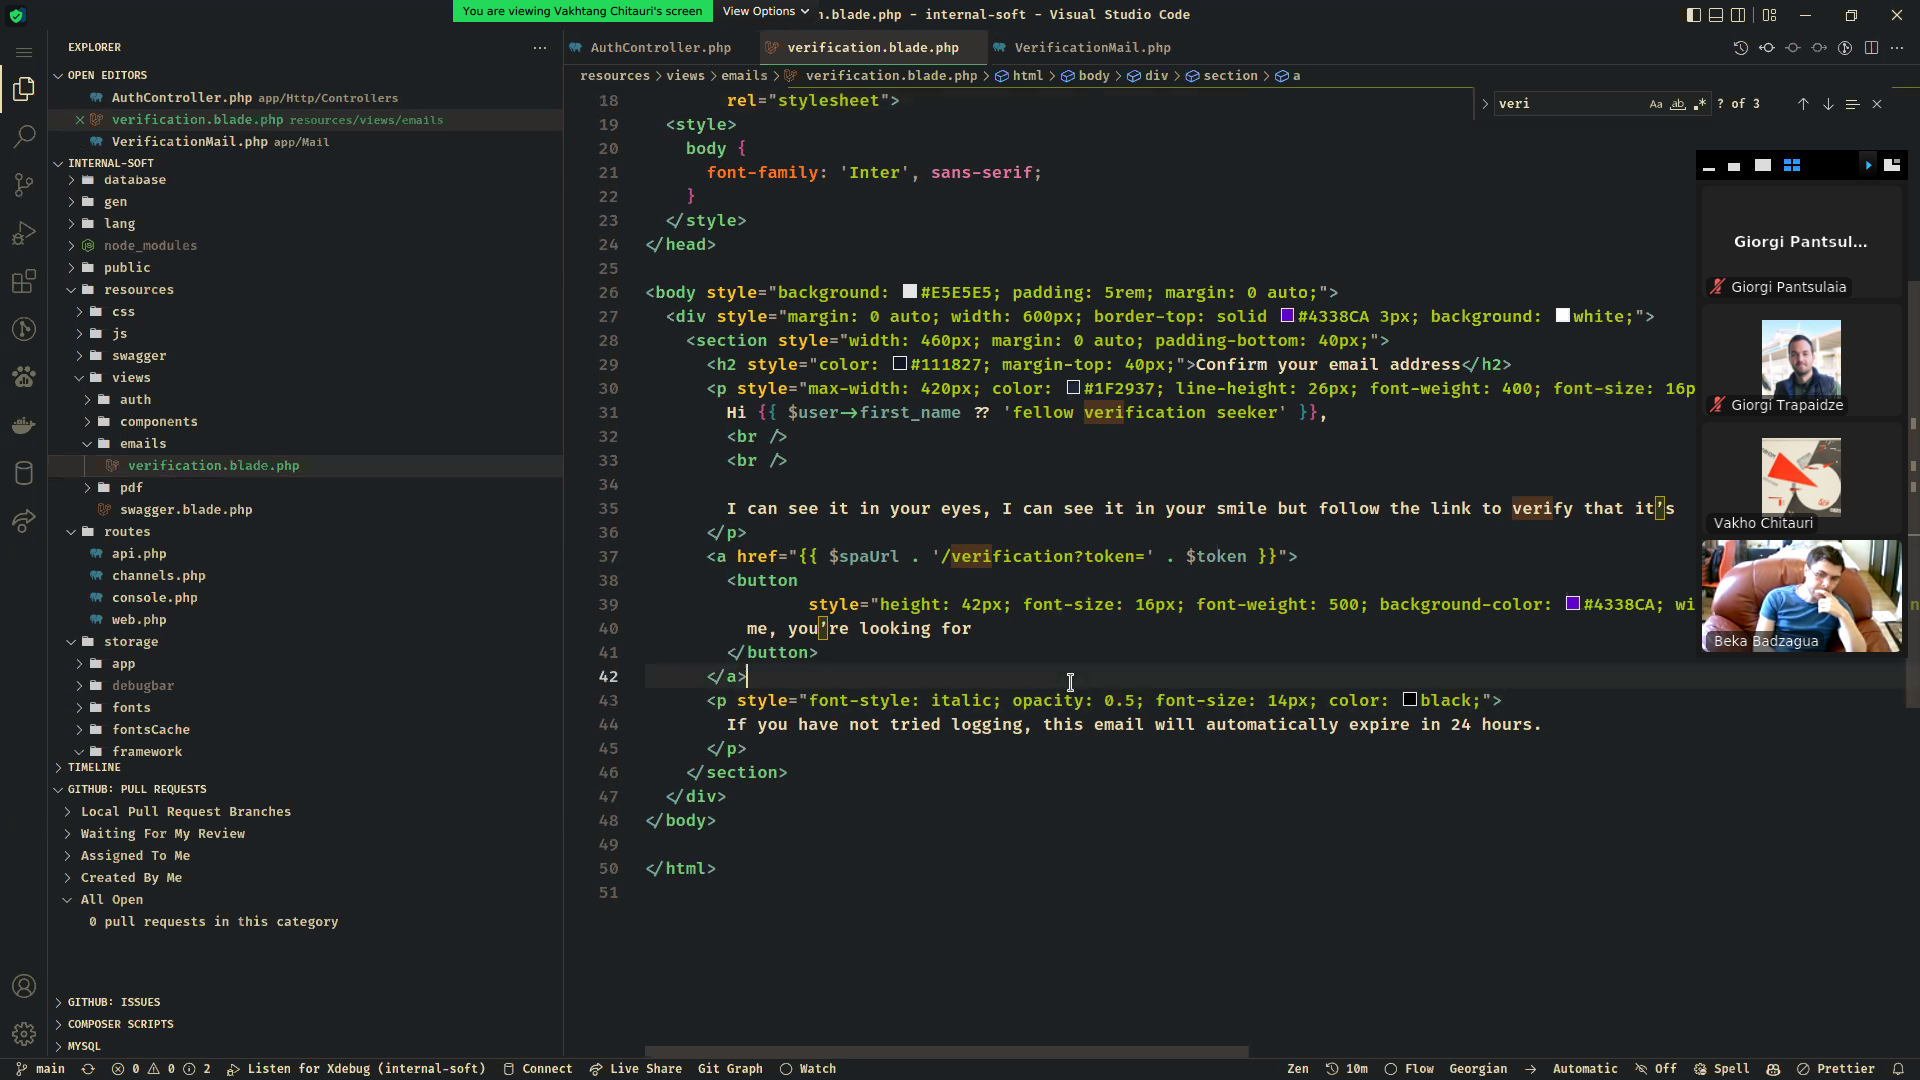 You are viewing Vakhtang Chitauri's screen
View Options
n.blade.php - internal-soft - Visual Studio Code
EXPLORER
OPEN EDITORS
AuthController.php app/Http/Controllers
verification.blade.php resources/views/emails
VerificationMail.php app/Mail
INTERNAL-SOFT
database
gen
lang
node_modules
public
resources
css
js
swagger
views
auth
components
emails
verification.blade.php
pdf
swagger.blade.php
routes
api.php
channels.php
console.php
web.php
storage
app
debugbar
fonts
fontsCache
framework
TIMELINE
GITHUB: PULL REQUESTS
Local Pull Request Branches
Waiting For My Review
Assigned To Me
Created By Me
All Open
0 pull requests in this category
GITHUB: ISSUES
COMPOSER SCRIPTS
MYSQL
AuthController.php
verification.blade.php
VerificationMail.php
resources > views > emails > verification.blade.php > html > body > div > section > a
veri
Aa ab .* ? of 3
18 rel="stylesheet">
19 <style>
20 body {
21 font-family: 'Inter', sans-serif;
22 }
23 </style>
24 </head>
25
26 <body style="background: #E5E5E5; padding: 5rem; margin: 0 auto;">
27 <div style="margin: 0 auto; width: 600px; border-top: solid #4338CA 3px; background: white;">
28 <section style="width: 460px; margin: 0 auto; padding-bottom: 40px;">
29 <h2 style="color: #111827; margin-top: 40px;">Confirm your email address</h2>
30 <p style="max-width: 420px; color: #1F2937; line-height: 26px; font-weight: 400; font-size: 16p
31 Hi {{ $user->first_name ?? 'fellow verification seeker' }},
32 <br />
33 <br />
34
35 I can see it in your eyes, I can see it in your smile but follow the link to verify that it’s
36 </p>
37 <a href="{{ $spaUrl . '/verification?token=' . $token }}">
38 <button
39 style="height: 42px; font-size: 16px; font-weight: 500; background-color: #4338CA; wi
40 me, you’re looking for
41 </button>
42 </a>
43 <p style="font-style: italic; opacity: 0.5; font-size: 14px; color: black;">
44 If you have not tried logging, this email will automatically expire in 24 hours.
45 </p>
46 </section>
47 </div>
48 </body>
49
50 </html>
51
Giorgi Pantsul...
Giorgi Pantsulaia
Giorgi Trapaidze
Vakho Chitauri
Beka Badzagua
main
0 0 2
Listen for Xdebug (internal-soft)
Connect
Live Share
Git Graph
Watch
Zen
10m
Flow
Georgian
Automatic
Off
Spell
Prettier